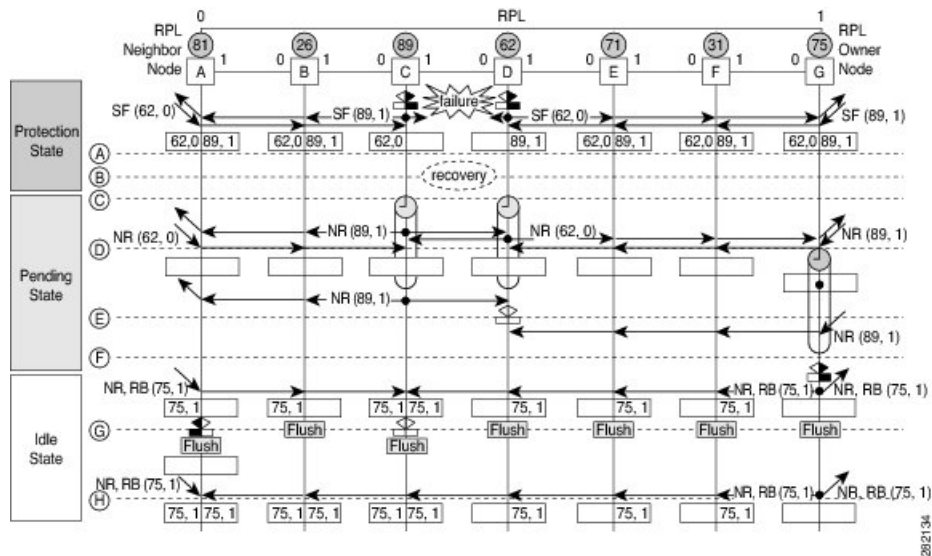 0 RPL 1
RPL Neighbor Node
RPL Owner Node
81 26 89 62 71 31 75
A 1 0 B 1 0 C 1 0 D 1 0 E 1 0 F 1 0 G
Protection State
SF (62, 0) SF (89, 1) failure SF (62, 0) SF (89, 1)
62,0 89, 1 62,0 89, 1 62,0 89, 1 62,0 89, 1 62,0 89, 1 62,0 89, 1
A
B recovery
C
Pending State
NR (89, 1) NR (62, 0)
NR (62, 0) NR (89, 1)
D
NR (89, 1)
E
NR (89, 1)
F
Idle State
NR, RB (75, 1) NR, RB (75, 1) NR, RB (75, 1)
75, 1 75, 1 75, 1 75, 1 75, 1 75, 1 75, 1
G Flush Flush Flush Flush Flush Flush
Flush
NR, RB (75, 1) NR, RB (75, 1) NR, RB (75, 1)
H
75, 1 75, 1 75, 1 75, 1 75, 1 75, 1 75, 1 75, 1 75, 1
282134